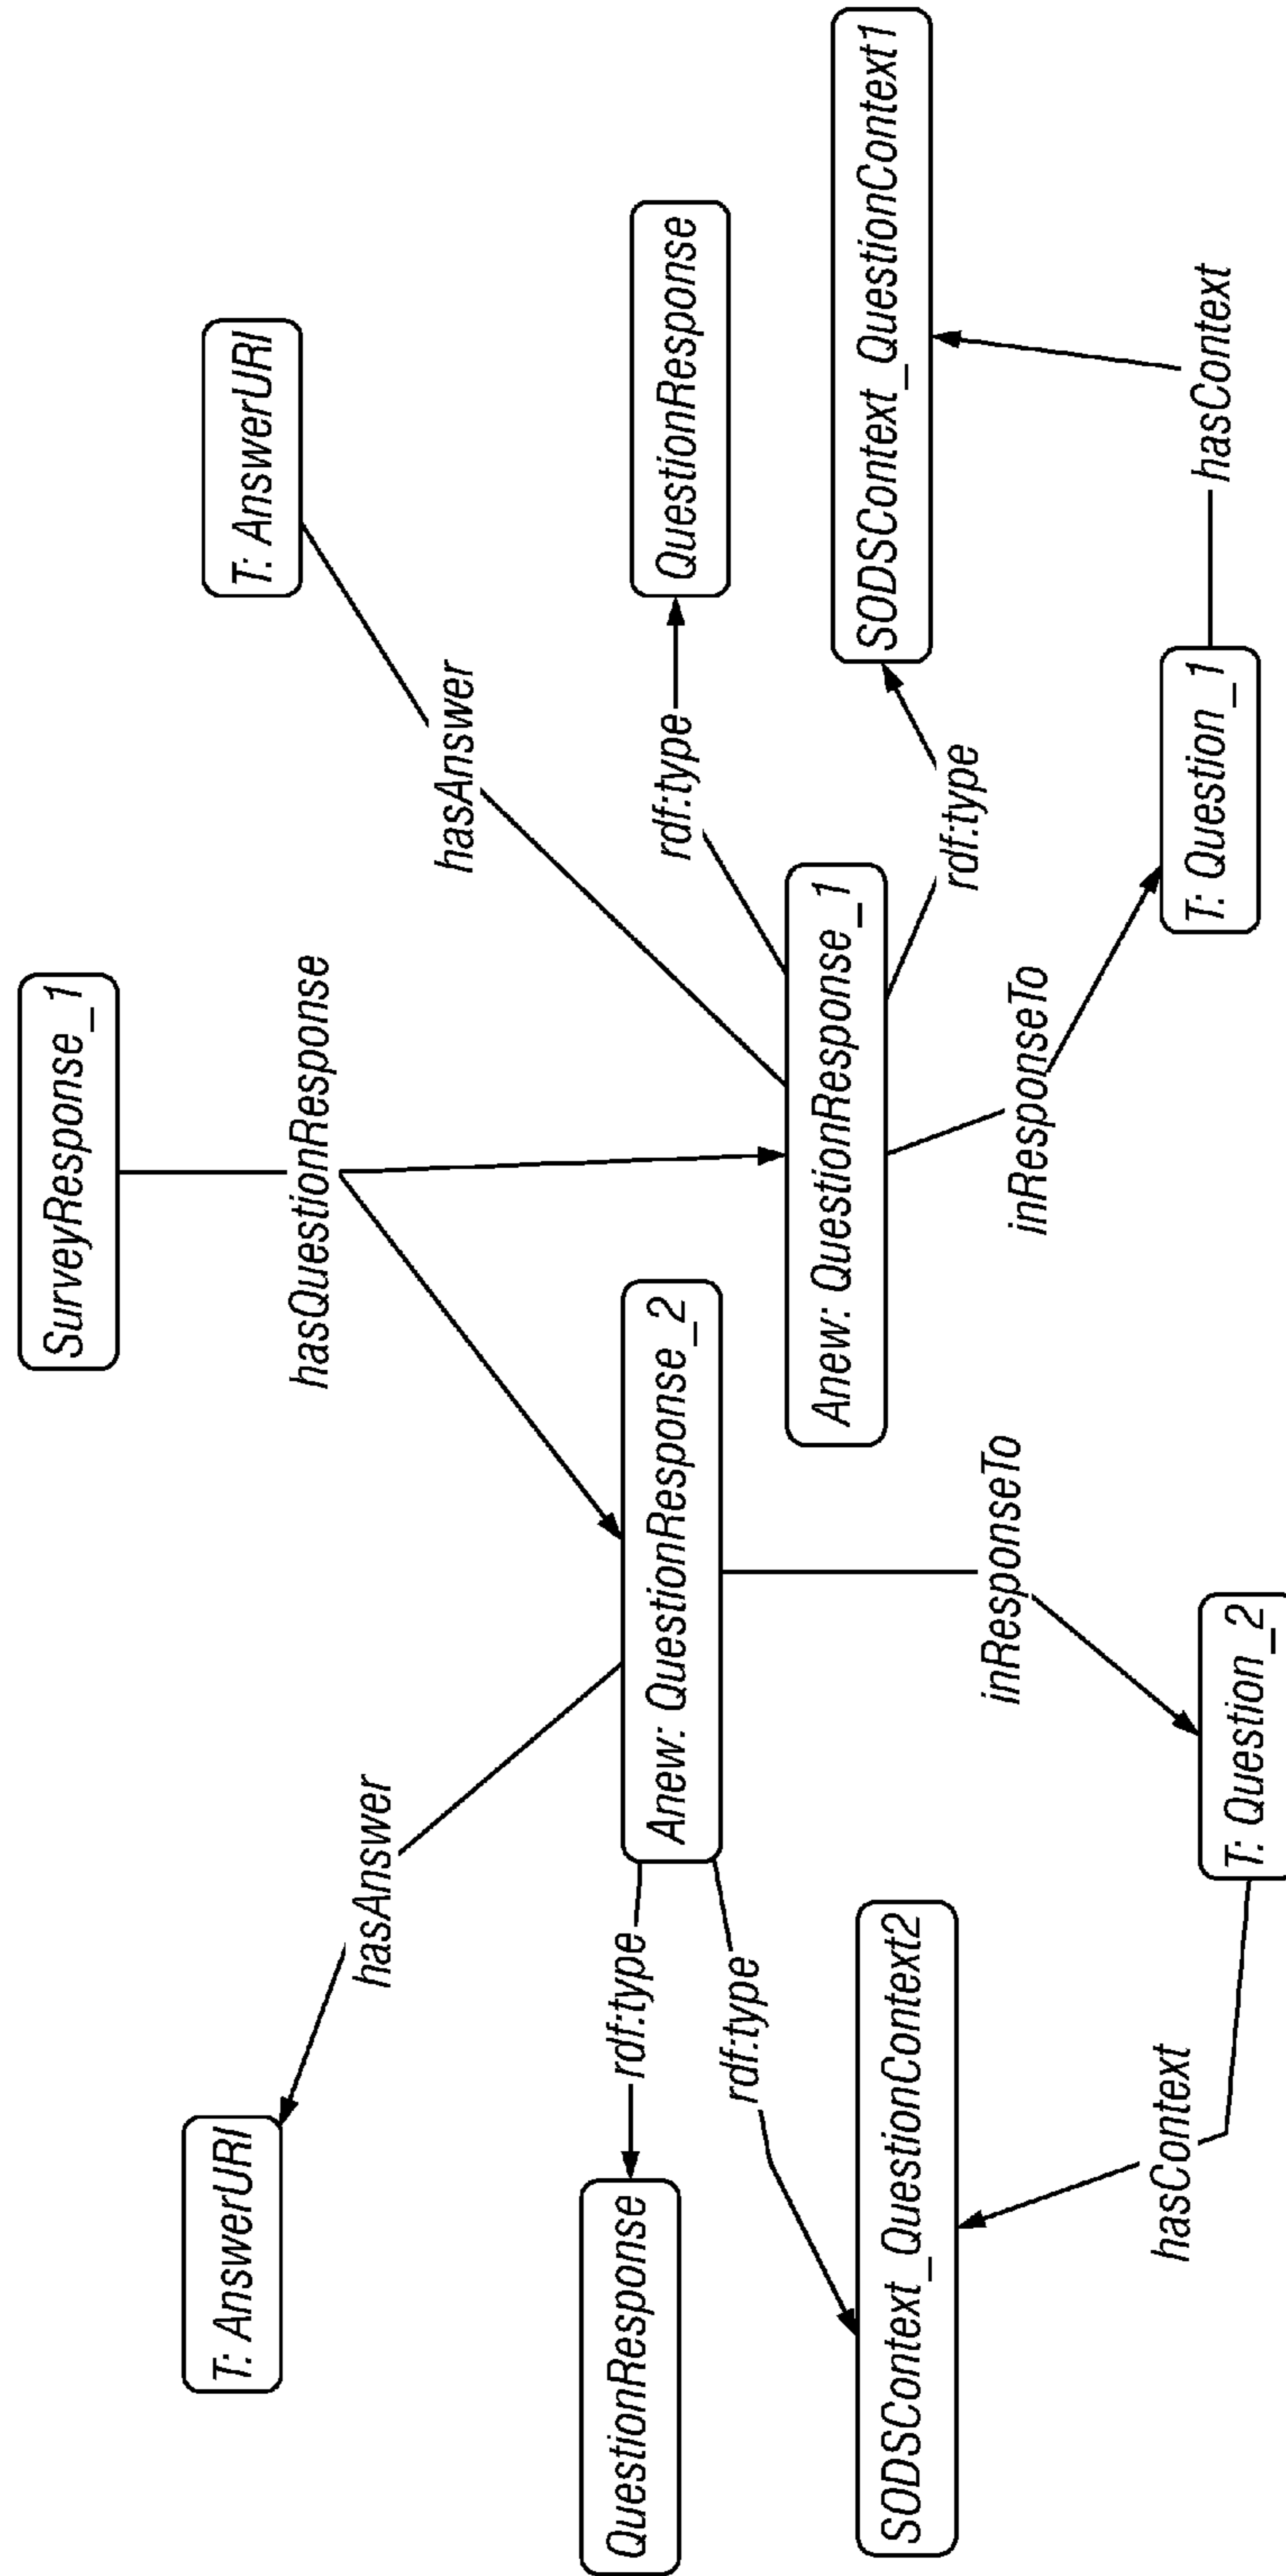 SurveyResponse_1
hasQuestionResponse
T: AnswerURI
hasAnswer
hasAnswer
T: AnswerURI
QuestionResponse
rdf:type
Anew: QuestionResponse_2
rdf:type
QuestionResponse
rdf:type
Anew: QuestionResponse_1
rdf:type
SODSContext_QuestionContext2
SODSContext_QuestionContext1
inResponseTo
inResponseTo
hasContext
T: Question_2
T: Question_1
hasContext